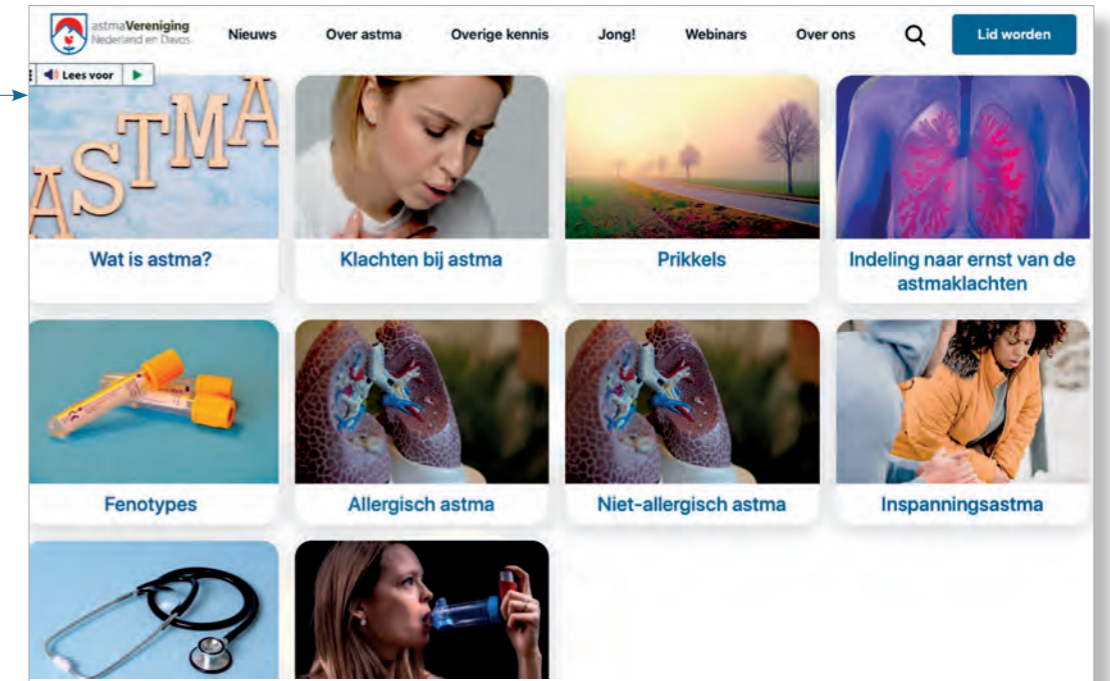 astmaVereniging
Nederland en Davos
Nieuws
Over astma
Overige kennis
Jong!
Webinars
Over ons
Lid worden
Lees voor
ASTMA
Wat is astma?
Klachten bij astma
Prikkels
Indeling naar ernst van de
astmaklachten
Fenotypes
Allergisch astma
Niet-allergisch astma
Inspanningsastma